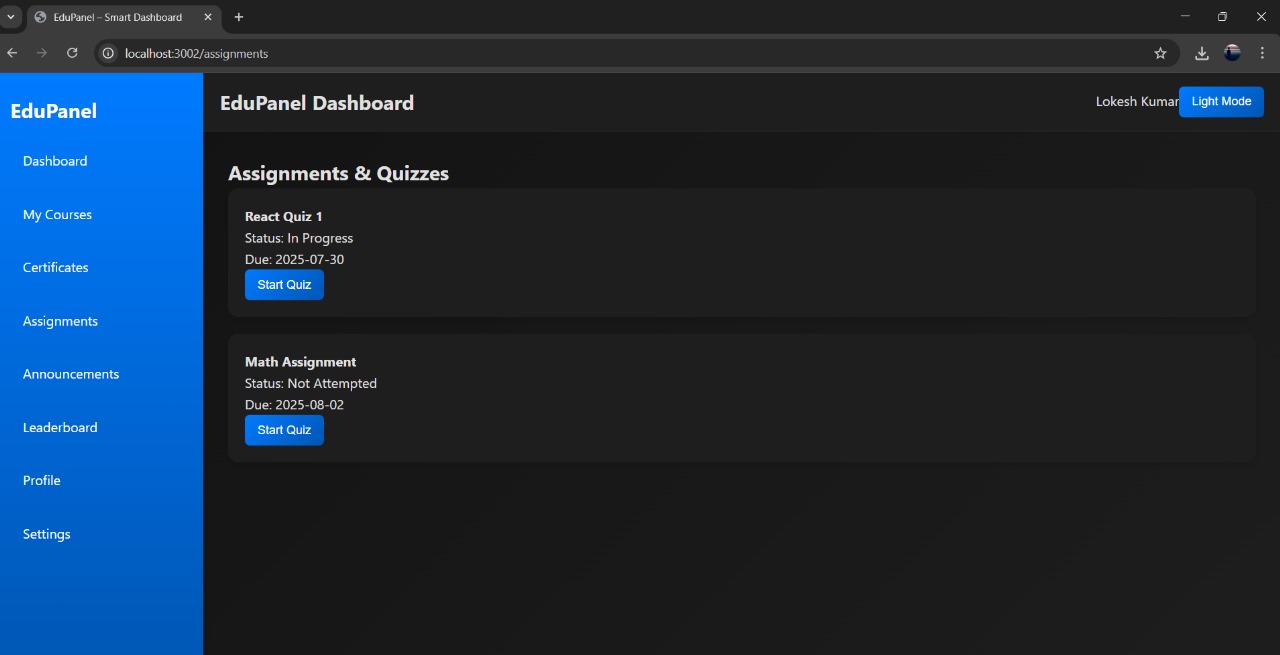 EduPanel – Smart Dashboard
localhost:3002/assignments
EduPanel
Dashboard
My Courses
Certificates
Assignments
Announcements
Leaderboard
Profile
Settings
EduPanel Dashboard
Lokesh Kumar
Light Mode
Assignments & Quizzes
React Quiz 1
Status: In Progress
Due: 2025-07-30
Start Quiz
Math Assignment
Status: Not Attempted
Due: 2025-08-02
Start Quiz